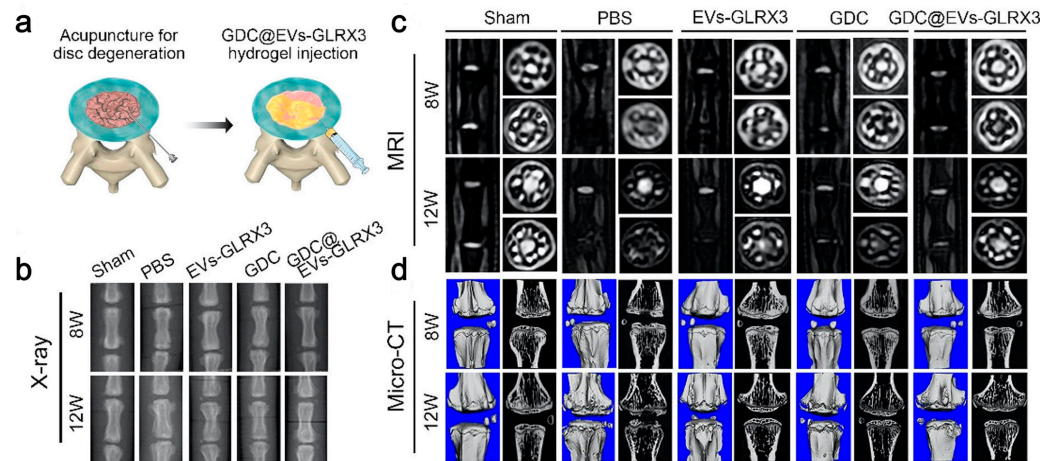 a
Acupuncture for
disc degeneration
GDC@EVs-GLRX3
hydrogel injection
b
Sham
PBS
EVs-GLRX3
GDC
GDC@
EVs-GLRX3
X-ray
8W
12W
c
Sham
PBS
EVs-GLRX3
GDC
GDC@EVs-GLRX3
MRI
8W
12W
d
Micro-CT
8W
12W